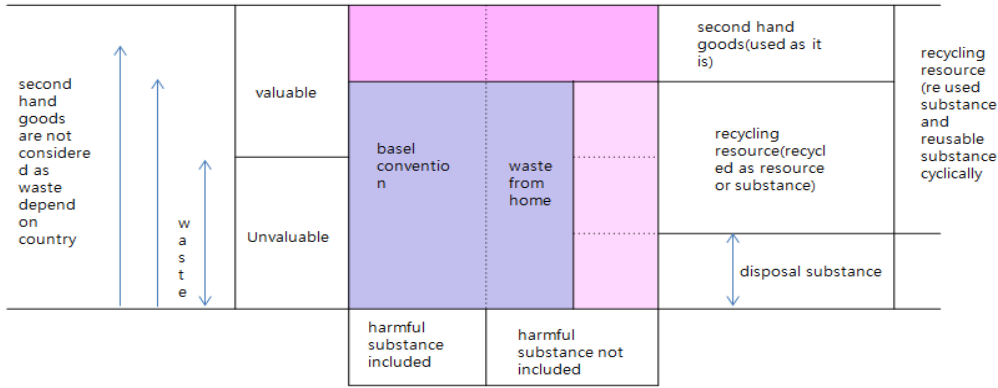 second
hand
goods
are not
considere
d as
waste
depend
on
country
w
a
s
t
e
valuable
Unvaluable
basel
conventio
n
waste
from
home
second hand
goods(used as it
is)
recycling
resource(recycl
ed as resource
or substance)
disposal substance
recycling
resource
(re used
substance
and
reusable
substance
cyclically
harmful
substance
included
harmful
substance not
included